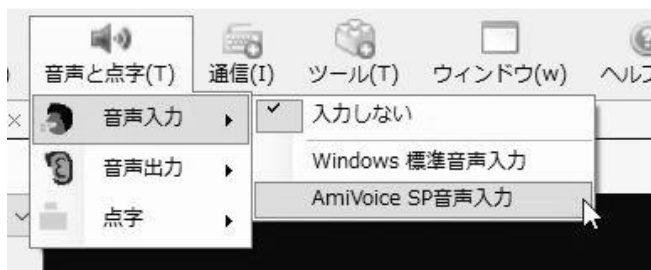 音声と点字(T) 通信(I) ツール(T) ウィンドウ(w) ヘル
音声入力
入力しない
音声出力
Windows 標準音声入力
点字
AmiVoice SP音声入力